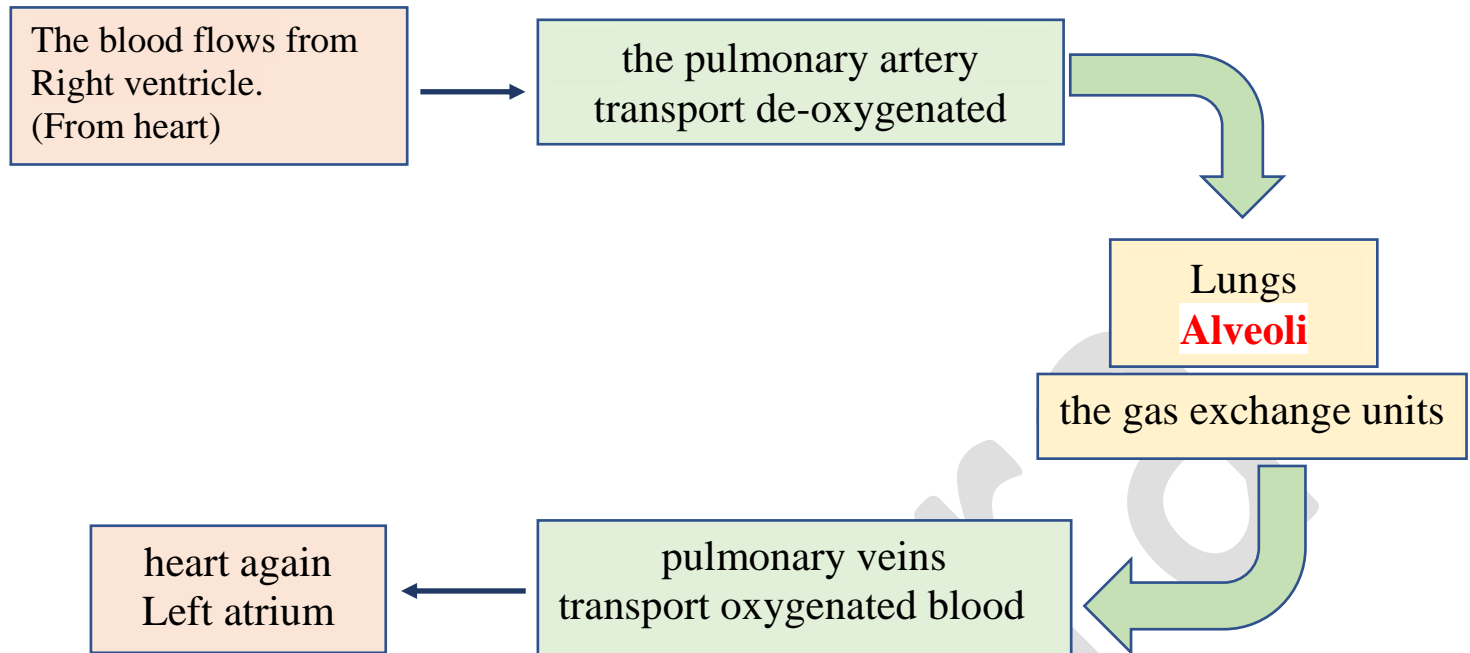 The blood flows from
Right ventricle.
(From heart)
the pulmonary artery
transport de-oxygenated
Lungs
Alveoli
the gas exchange units
pulmonary veins
transport oxygenated blood
heart again
Left atrium